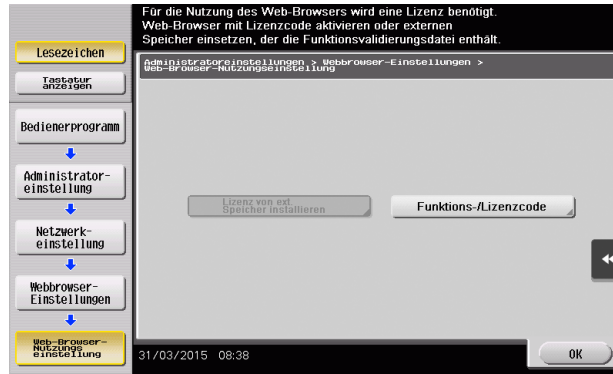 Für die Nutzung des Web-Browsers wird eine Lizenz benötigt.
Web-Browser mit Lizenzcode aktivieren oder externen
Speicher einsetzen, der die Funktionsvalidierungsdatei enthält.
Lesezeichen
Tastatur
anzeigen
Administratoreinstellungen > Webbrowser-Einstellungen >
Web-Browser-Nutzungseinstellung
Bedienerprogramm
Administrator-
einstellung
Netzwerk-
einstellung
Webbrowser-
Einstellungen
Web-Browser-
Nutzungs
einstellung
Lizenz von ext.
Speicher installieren
Funktions-/Lizenzcode
31/03/2015 08:38
OK